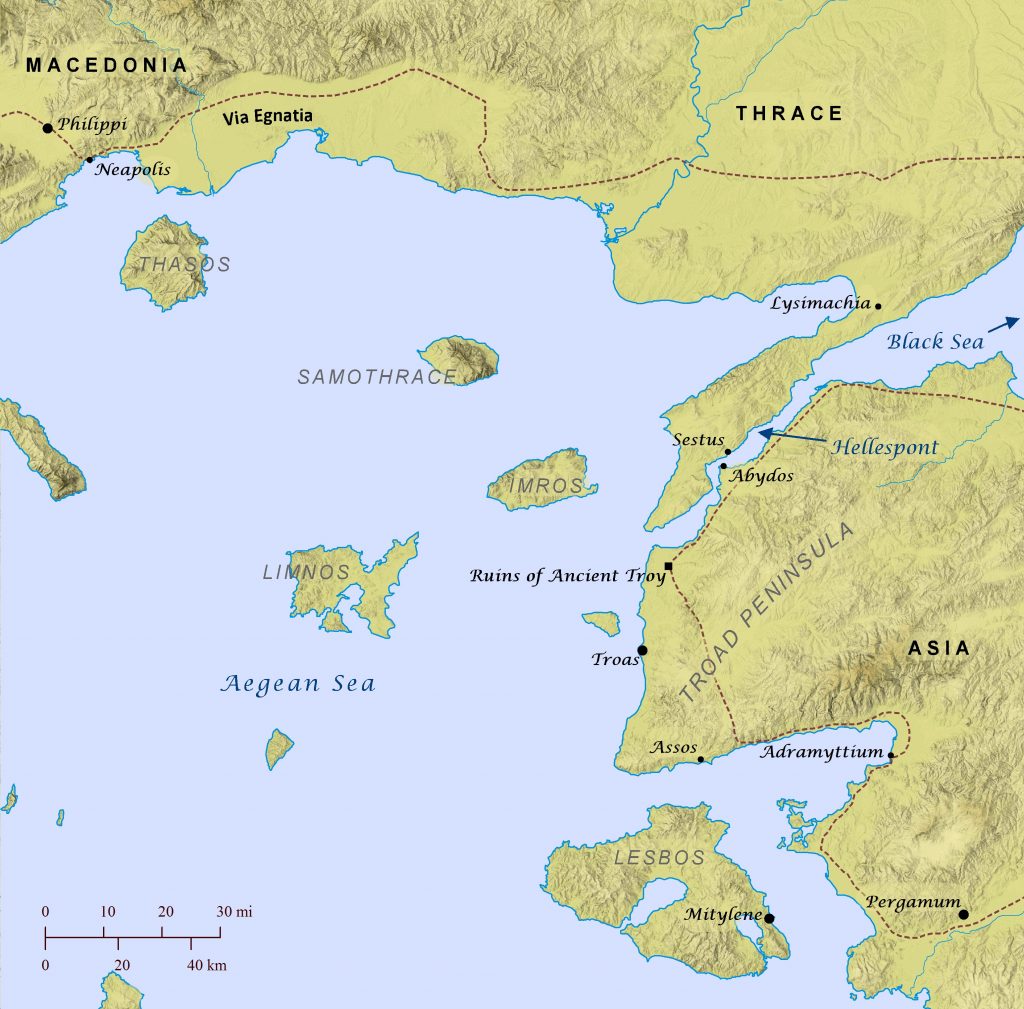 MACEDONIA
THRACE
Via Egnatia
Philippi
Neapolis
THASOS
Lysimachia
Black Sea
SAMOTHRACE
Sestus
Hellespont
Abydos
IMROS
LIMNOS
Ruins of Ancient Troy
TROAD PENINSULA
Troas
ASIA
Aegean Sea
Assos
Adramyttium
LESBOS
Pergamum
Mitylene
0 10 20 30 mi
0 20 40 km